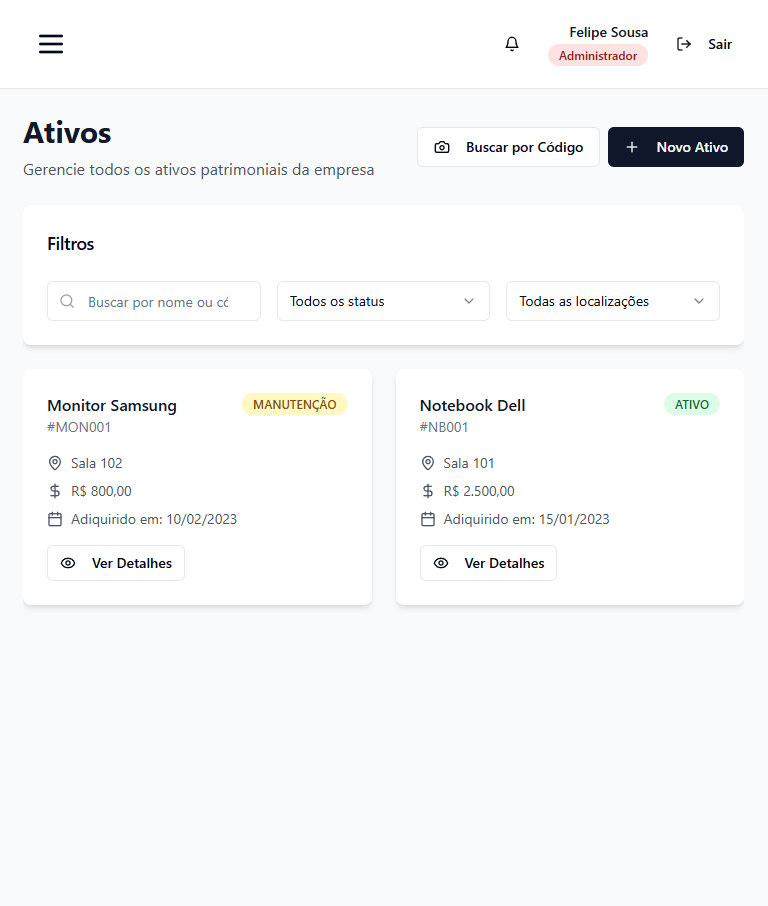 Felipe Sousa
Administrador
Sair
Ativos
Gerencie todos os ativos patrimoniais da empresa
Buscar por Código
Novo Ativo
Filtros
Buscar por nome ou có
Todos os status
Todas as localizações
Monitor Samsung
MANUTENÇÃO
#MON001
Sala 102
R$ 800,00
Adquirido em: 10/02/2023
Ver Detalhes
Notebook Dell
ATIVO
#NB001
Sala 101
R$ 2.500,00
Adquirido em: 15/01/2023
Ver Detalhes